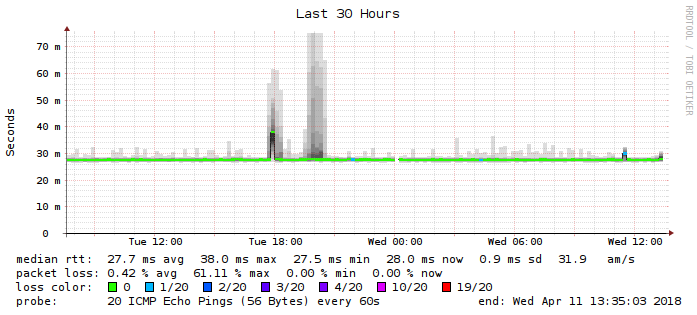 Last 30 Hours
RRDTOOL / TOBI OETIKER
Seconds
70 m
60 m
50 m
40 m
30 m
20 m
10 m
0
Tue 12:00 Tue 18:00 Wed 00:00 Wed 06:00 Wed 12:00
median rtt: 27.7 ms avg 38.0 ms max 27.5 ms min 28.0 ms now 0.9 ms sd 31.9 am/s
packet loss: 0.42 % avg 61.11 % max 0.00 % min 0.00 % now
loss color: 0 1/20 2/20 3/20 4/20 10/20 19/20
probe: 20 ICMP Echo Pings (56 Bytes) every 60s end: Wed Apr 11 13:35:03 2018